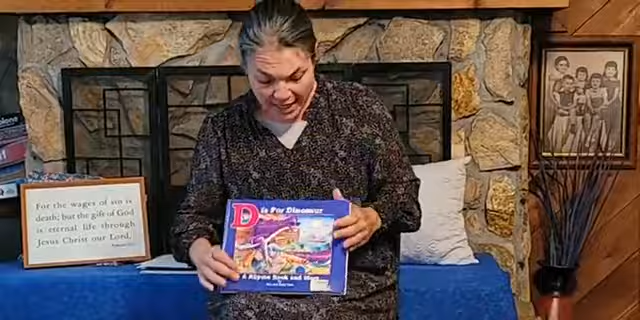 For the wages of sin is
death; but the gift of God
is eternal life through
Jesus Christ our Lord.
D is For Dinosaur
A Rhyme Book and More